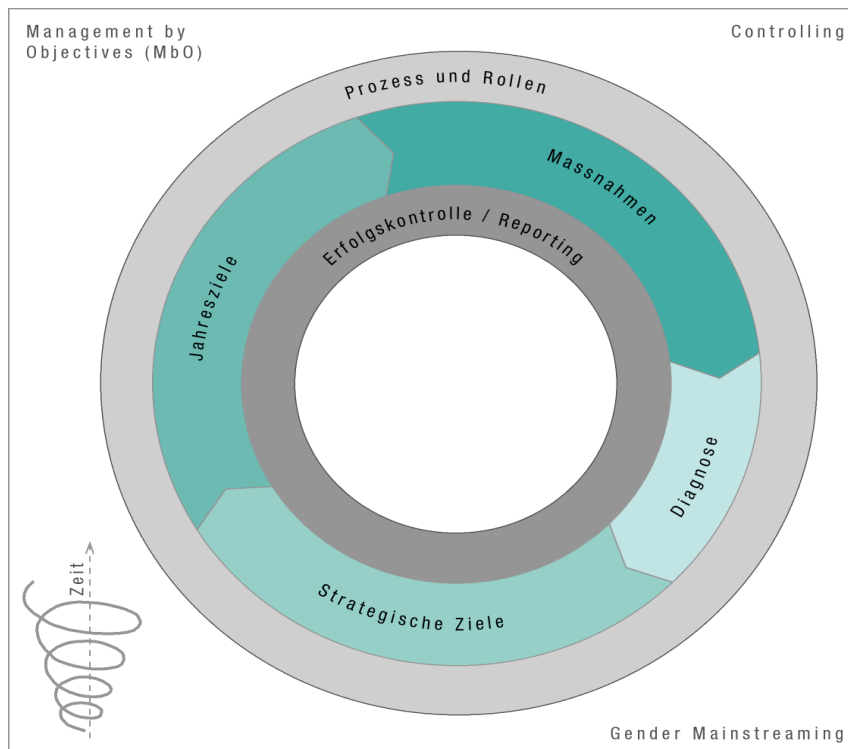 Management by
Objectives (MbO)
Controlling
Prozess und Rollen
Massnahmen
Erfolgskontrolle / Reporting
Jahresziele
Diagnose
Strategische Ziele
Zeit
Gender Mainstreaming